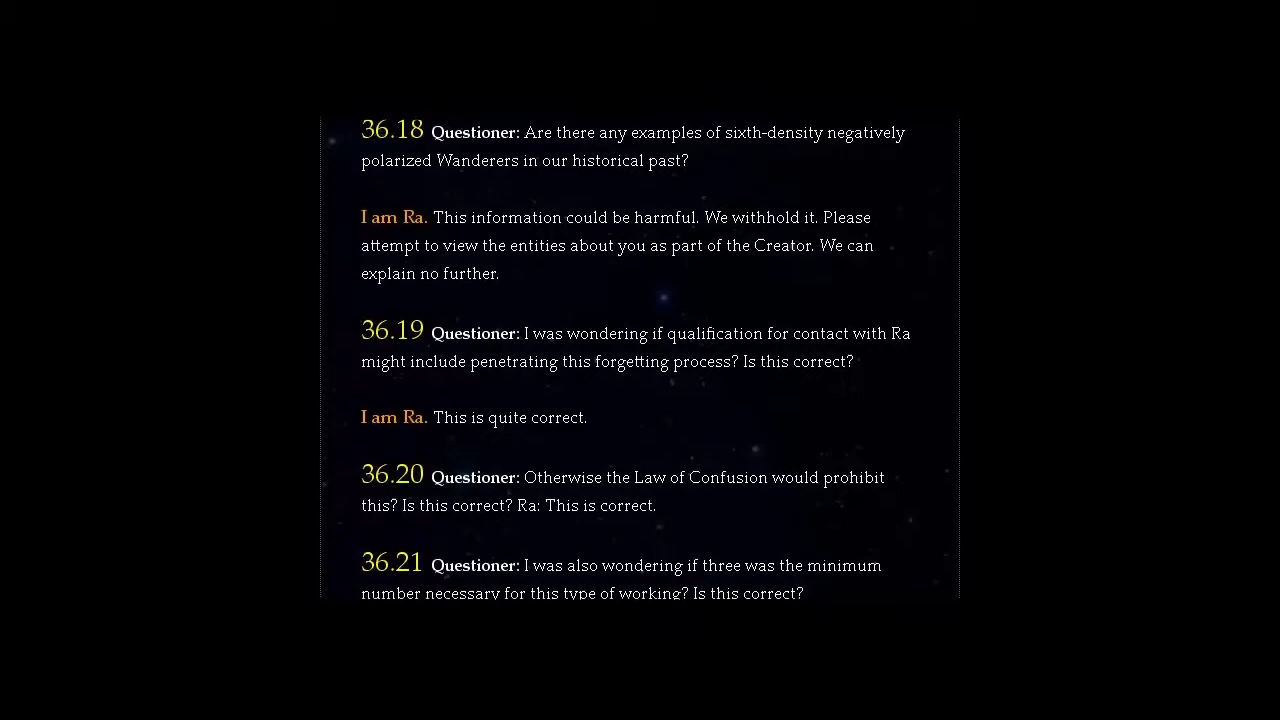 36.18 Questioner: Are there any examples of sixth-density negatively
polarized Wanderers in our historical past?
I am Ra. This information could be harmful. We withhold it. Please
attempt to view the entities about you as part of the Creator. We can
explain no further.
36.19 Questioner: I was wondering if qualification for contact with Ra
might include penetrating this forgetting process? Is this correct?
I am Ra. This is quite correct.
36.20 Questioner: Otherwise the Law of Confusion would prohibit
this? Is this correct? Ra: This is correct.
36.21 Questioner: I was also wondering if three was the minimum
number necessary for this type of working? Is this correct?